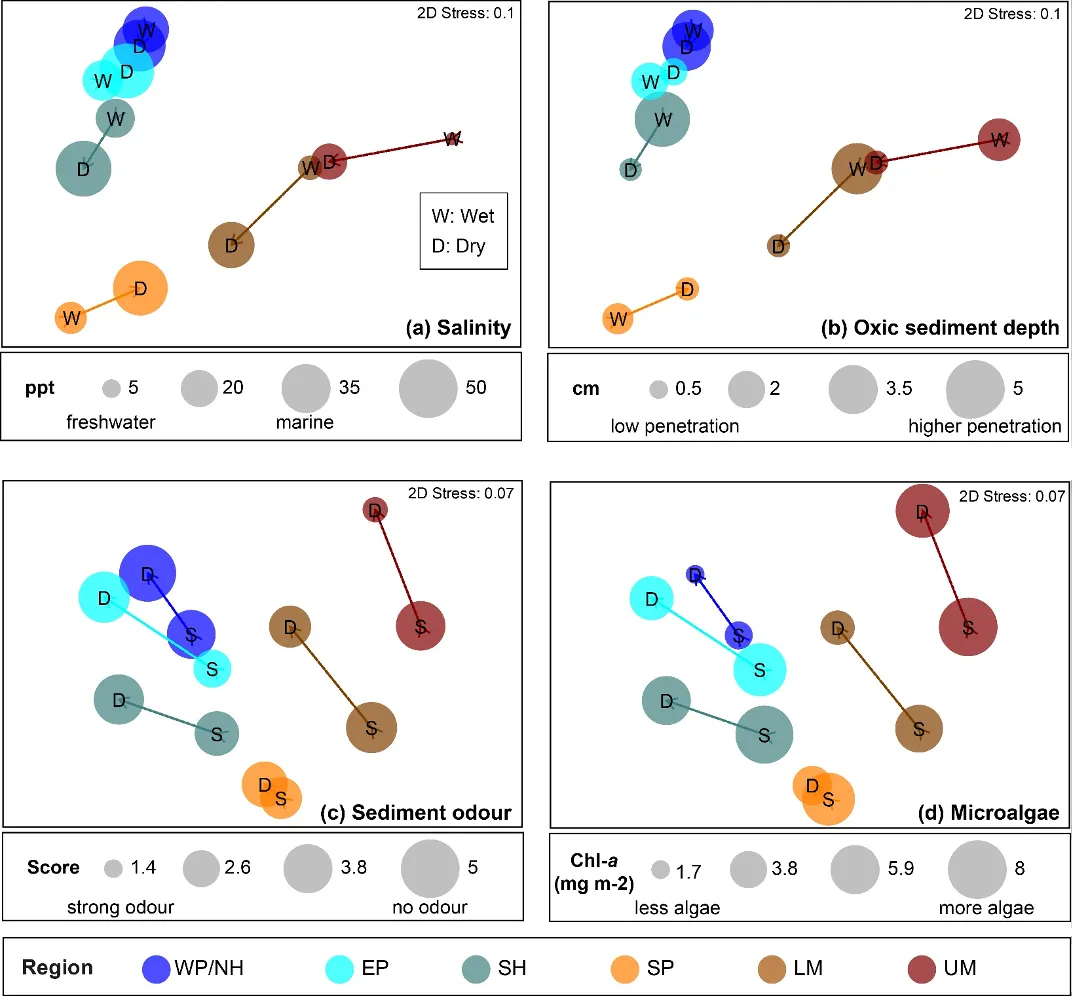 2D Stress: 0.1
W
D
D
W
W
D
W
D
W
D
D
W
W: Wet
D: Dry
(a) Salinity
ppt
5
20
35
50
freshwater
marine
2D Stress: 0.1
W
D
D
W
W
D
W
D
W
D
D
W
(b) Oxic sediment depth
cm
0.5
2
3.5
5
low penetration
higher penetration
2D Stress: 0.07
D
D
D
S
S
D
S
D
S
D
S
D
S
(c) Sediment odour
Score
1.4
2.6
3.8
5
strong odour
no odour
2D Stress: 0.07
D
D
D
S
S
D
S
D
S
D
S
D
S
(d) Microalgae
Chl-a
(mg m-2)
1.7
3.8
5.9
8
less algae
more algae
Region
WP/NH
EP
SH
SP
LM
UM